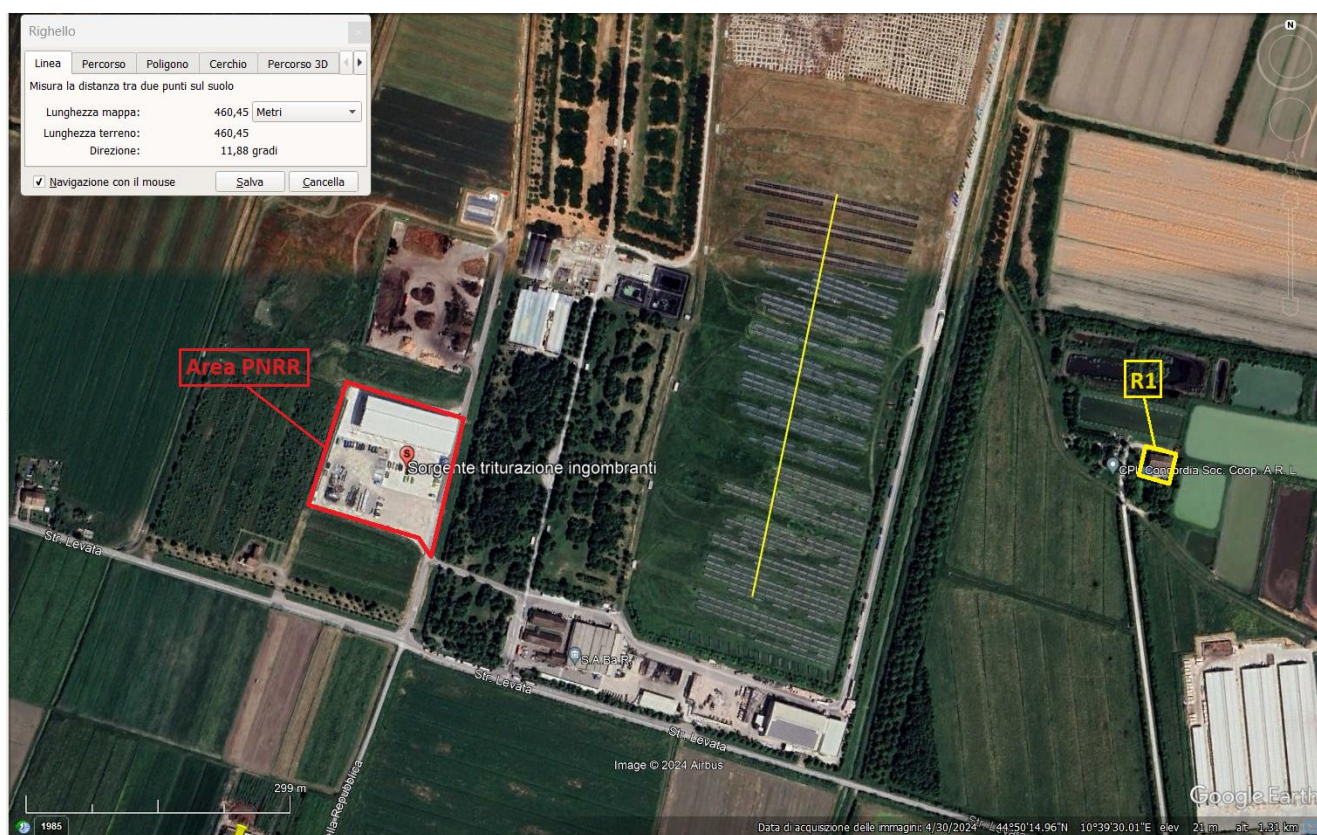 Righello
Linea Percorso Poligono Cerchio Percorso 3D
Misura la distanza tra due punti sul suolo
Lunghezza mappa: 460,45 Metri
Lunghezza terreno: 460,45
Direzione: 11,88 gradi
Navigazione con il mouse Salva Cancella
N
Area PNRR
R1
S
Sorgente triturazione ingombranti
CPL Concordia Soc. Coop. A.R.L
Str. Levata
S.A.Ba.R.
Str. Levata
Str. Levata
Image © 2024 Airbus
299 m
Google Earth
1985
Data di acquisizione delle immagini: 4/30/2024 44°50'14.96"N 10°39'30.01"E elev 21 m alt 1.31 km